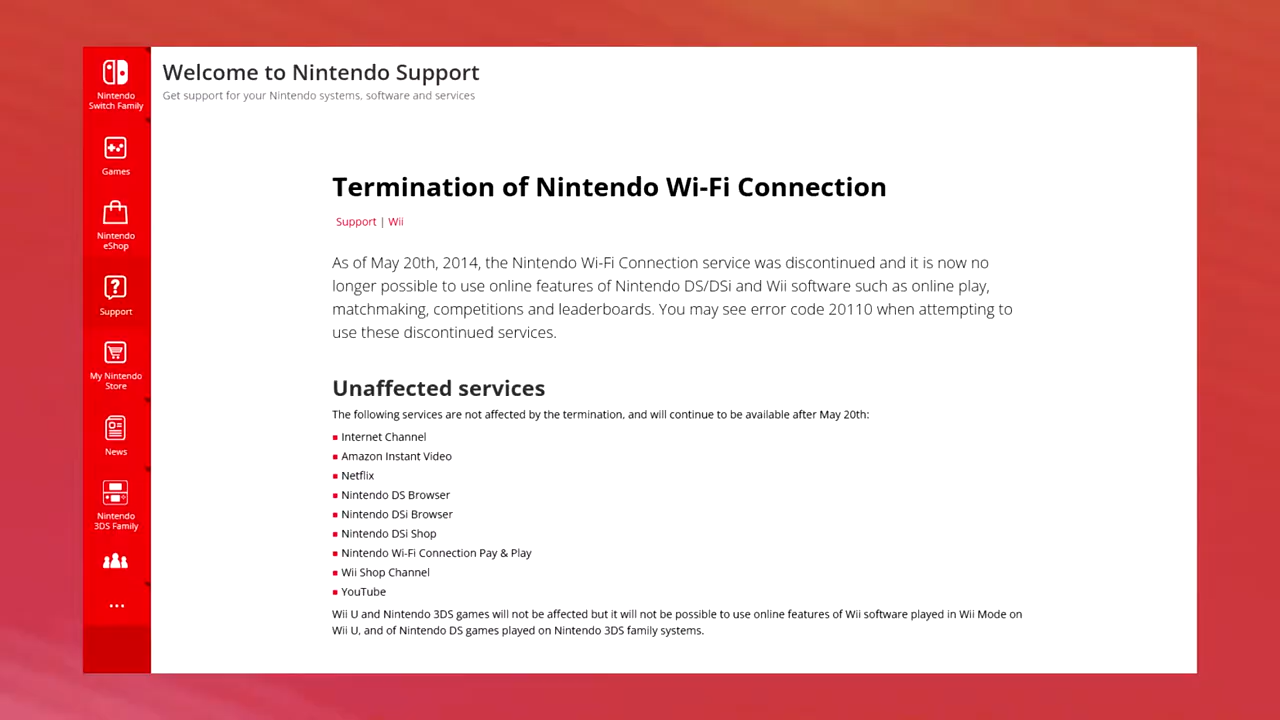 Welcome to Nintendo Support
Get support for your Nintendo systems, software and services
Nintendo
Switch Family
Games
Nintendo
eShop
Support
My Nintendo
Store
News
Nintendo
3DS Family
...
Termination of Nintendo Wi-Fi Connection
Support | Wii
As of May 20th, 2014, the Nintendo Wi-Fi Connection service was discontinued and it is now no
longer possible to use online features of Nintendo DS/DSi and Wii software such as online play,
matchmaking, competitions and leaderboards. You may see error code 20110 when attempting to
use these discontinued services.
Unaffected services
The following services are not affected by the termination, and will continue to be available after May 20th:
Internet Channel
Amazon Instant Video
Netflix
Nintendo DS Browser
Nintendo DSi Browser
Nintendo DSi Shop
Nintendo Wi-Fi Connection Pay & Play
Wii Shop Channel
YouTube
Wii U and Nintendo 3DS games will not be affected but it will not be possible to use online features of Wii software played in Wii Mode on
Wii U, and of Nintendo DS games played on Nintendo 3DS family systems.